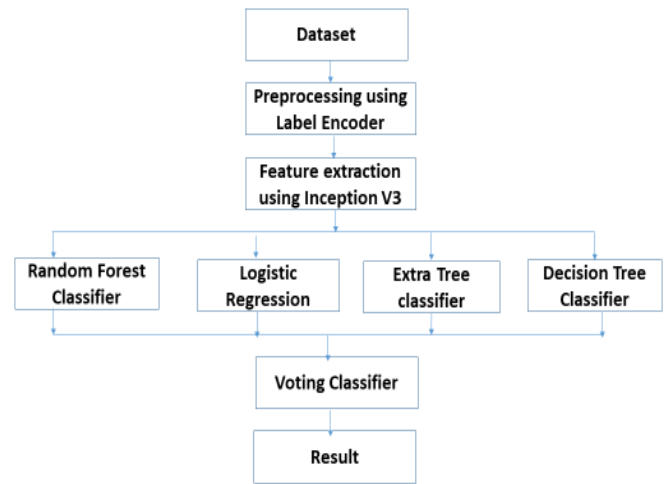 Dataset
Preprocessing using
Label Encoder
Feature extraction
using Inception V3
Random Forest
Classifier
Logistic
Regression
Extra Tree
classifier
Decision Tree
Classifier
Voting Classifier
Result